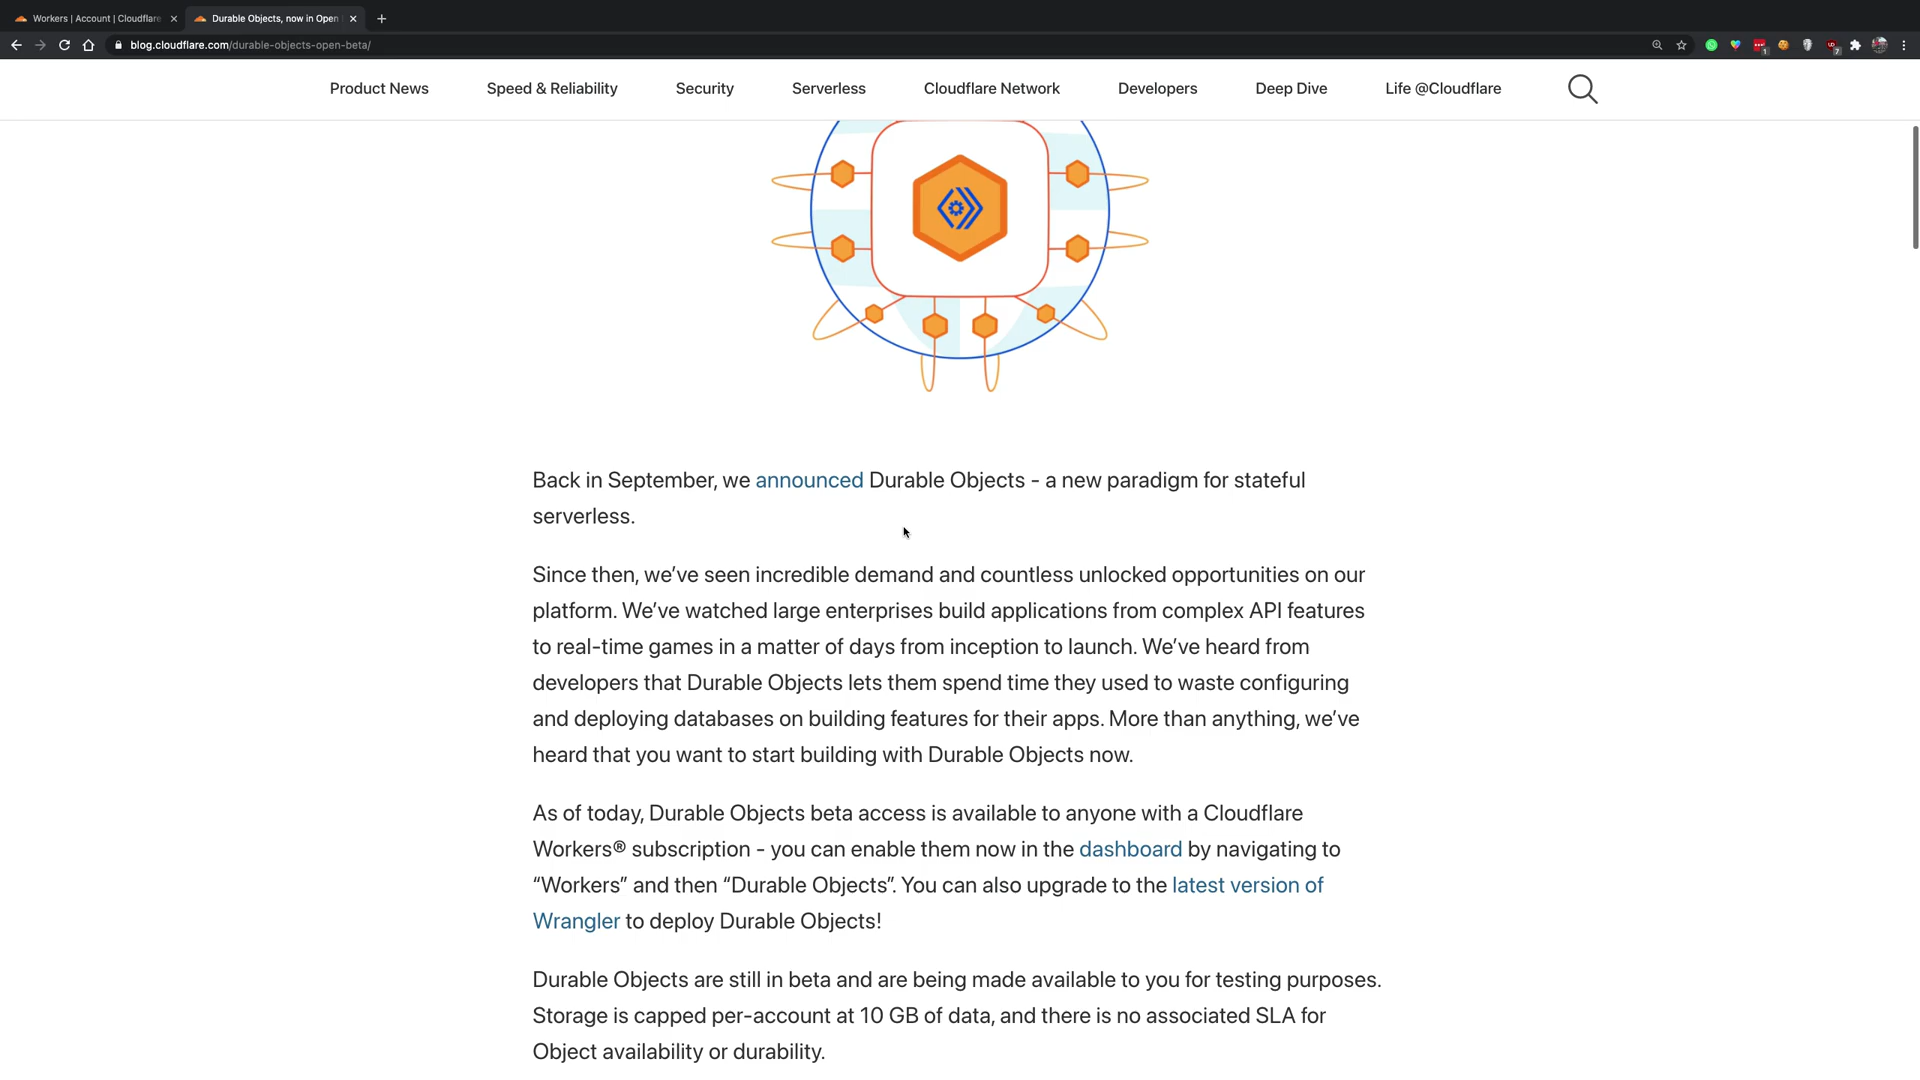 Workers | Account | Cloudflare
Durable Objects, now in Open
blog.cloudflare.com/durable-objects-open-beta/
1
7
Product News
Speed & Reliability
Security
Serverless
Cloudflare Network
Developers
Deep Dive
Life @Cloudflare
Back in September, we announced Durable Objects - a new paradigm for stateful
serverless.
Since then, we’ve seen incredible demand and countless unlocked opportunities on our
platform. We’ve watched large enterprises build applications from complex API features
to real-time games in a matter of days from inception to launch. We’ve heard from
developers that Durable Objects lets them spend time they used to waste configuring
and deploying databases on building features for their apps. More than anything, we’ve
heard that you want to start building with Durable Objects now.
As of today, Durable Objects beta access is available to anyone with a Cloudflare
Workers® subscription - you can enable them now in the dashboard by navigating to
“Workers” and then “Durable Objects”. You can also upgrade to the latest version of
Wrangler to deploy Durable Objects!
Durable Objects are still in beta and are being made available to you for testing purposes.
Storage is capped per-account at 10 GB of data, and there is no associated SLA for
Object availability or durability.